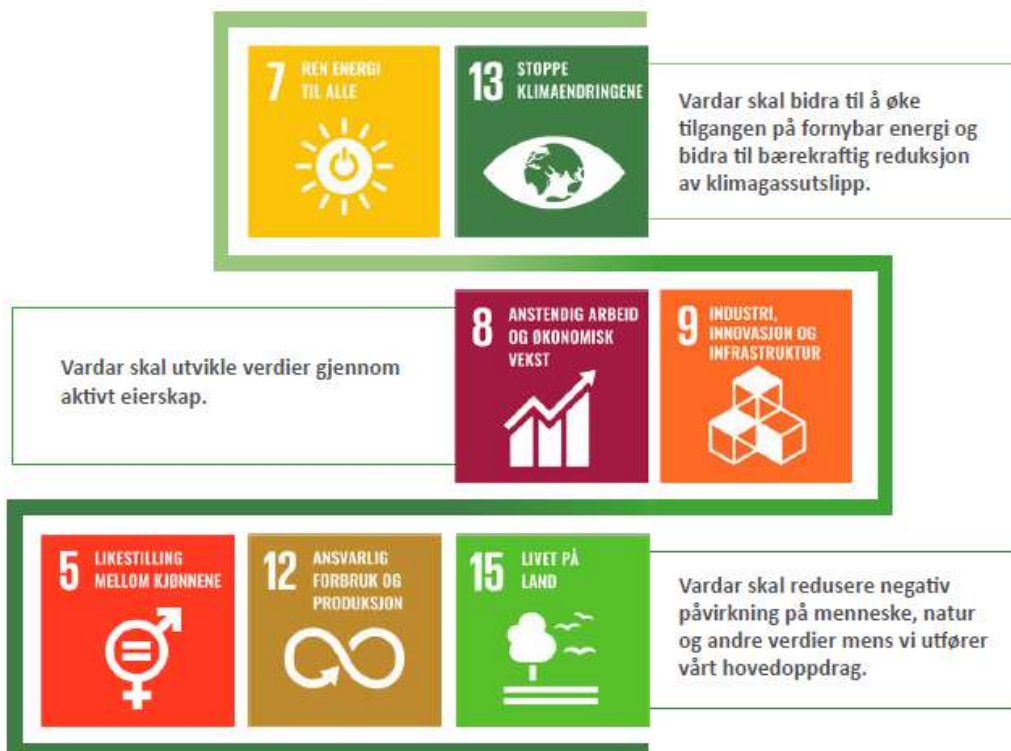 7 REN ENERGI
TIL ALLE
13 STOPPE
KLIMAENDRINGENE
Vardar skal bidra til å øke
tilgangen på fornybar energi og
bidra til bærekraftig reduksjon
av klimagassutslipp.
Vardar skal utvikle verdier gjennom
aktivt eierskap.
8 ANSTENDIG ARBEID
OG ØKONOMISK
VEKST
9 INDUSTRI,
INNOVASJON OG
INFRASTRUKTUR
5 LIKESTILLING
MELLOM KJØNNENE
12 ANSVARLIG
FORBRUK OG
PRODUKSJON
15 LIVET PÅ
LAND
Vardar skal redusere negativ
påvirkning på menneske, natur
og andre verdier mens vi utfører
vårt hovedoppdrag.